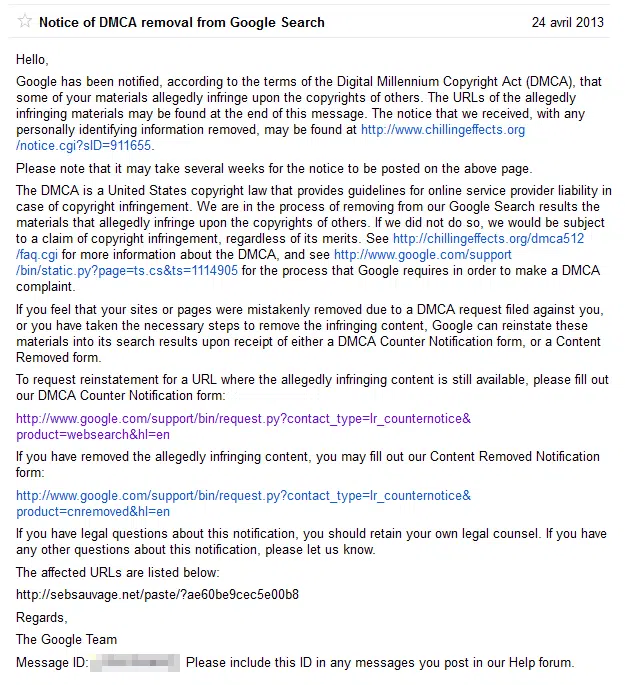 Notice of DMCA removal from Google Search
24 avril 2013
Hello,
Google has been notified, according to the terms of the Digital Millennium Copyright Act (DMCA), that
some of your materials allegedly infringe upon the copyrights of others. The URLs of the allegedly
infringing materials may be found at the end of this message. The notice that we received, with any
personally identifying information removed, may be found at http://www.chillingeffects.org
/notice.cgi?sID=911655.
Please note that it may take several weeks for the notice to be posted on the above page.
The DMCA is a United States copyright law that provides guidelines for online service provider liability in
case of copyright infringement. We are in the process of removing from our Google Search results the
materials that allegedly infringe upon the copyrights of others. If we did not do so, we would be subject
to a claim of copyright infringement, regardless of its merits. See http://chillingeffects.org/dmca512
/faq.cgi for more information about the DMCA, and see http://www.google.com/support
/bin/static.py?page=ts.cs&ts=1114905 for the process that Google requires in order to make a DMCA
complaint.
If you feel that your sites or pages were mistakenly removed due to a DMCA request filed against you,
or you have taken the necessary steps to remove the infringing content, Google can reinstate these
materials into its search results upon receipt of either a DMCA Counter Notification form, or a Content
Removed form.
To request reinstatement for a URL where the allegedly infringing content is still available, please fill out
our DMCA Counter Notification form:
http://www.google.com/support/bin/request.py?contact_type=lr_counternotice&
product=websearch&hl=en
If you have removed the allegedly infringing content, you may fill out our Content Removed Notification
form:
http://www.google.com/support/bin/request.py?contact_type=lr_counternotice&
product=cnremoved&hl=en
If you have legal questions about this notification, you should retain your own legal counsel. If you have
any other questions about this notification, please let us know.
The affected URLs are listed below:
http://sebsauvage.net/paste/?ae60be9cec5e00b8
Regards,
The Google Team
Message ID: Please include this ID in any messages you post in our Help forum.